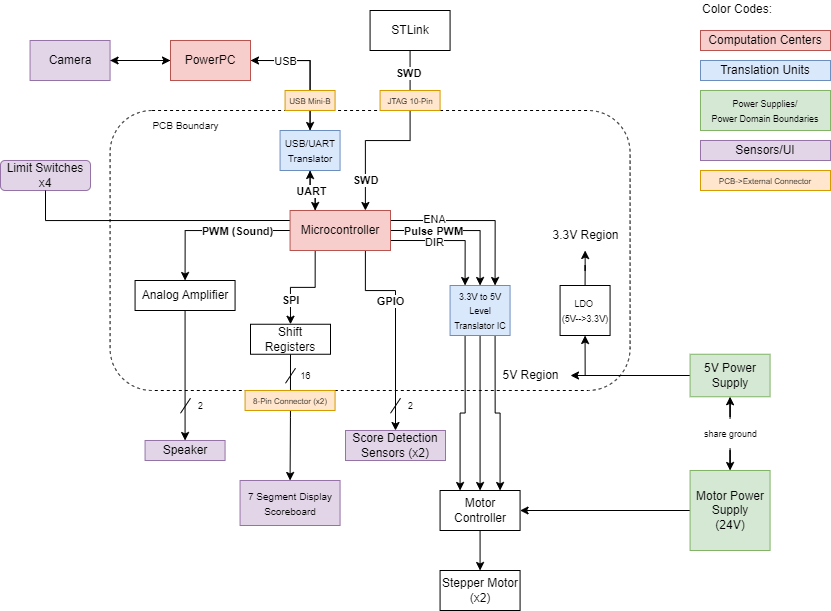 Color Codes:
STLink
Computation Centers
Camera
PowerPC
USB
SWD
Translation Units
USB Mini-B
JTAG 10-Pin
Power Supplies/
Power Domain Boundaries
PCB Boundary
USB/UART
Translator
Sensors/UI
Limit Switches
x4
UART
SWD
PCB->External Connector
PWM (Sound)
Microcontroller
ENA
Pulse PWM
DIR
3.3V Region
Analog Amplifier
SPI
GPIO
3.3V to 5V
Level
Translator IC
LDO
(5V-->3.3V)
Shift
Registers
16
5V Region
5V Power
Supply
8-Pin Connector (x2)
2
2
share ground
Speaker
Score Detection
Sensors (x2)
7 Segment Display
Scoreboard
Motor
Controller
Motor Power
Supply
(24V)
Stepper Motor
(x2)